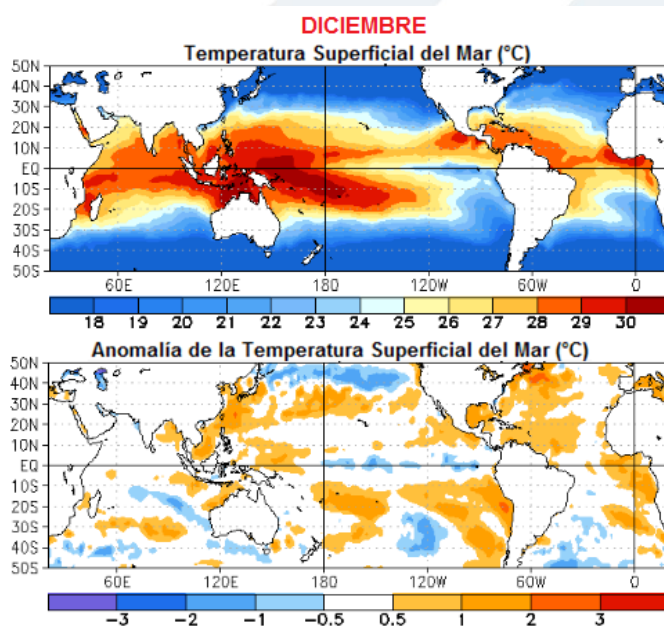 DICIEMBRE
Temperatura Superficial del Mar (°C)
50N
40N
30N
20N
10N
EQ
10S
20S
30S
40S
50S
60E 120E 180 120W 60W 0
18 19 20 21 22 23 24 25 26 27 28 29 30
Anomalía de la Temperatura Superficial del Mar (°C)
50N
40N
30N
20N
10N
EQ
10S
20S
30S
40S
50S
60E 120E 180 120W 60W 0
-3 -2 -1 -0.5 0.5 1 2 3